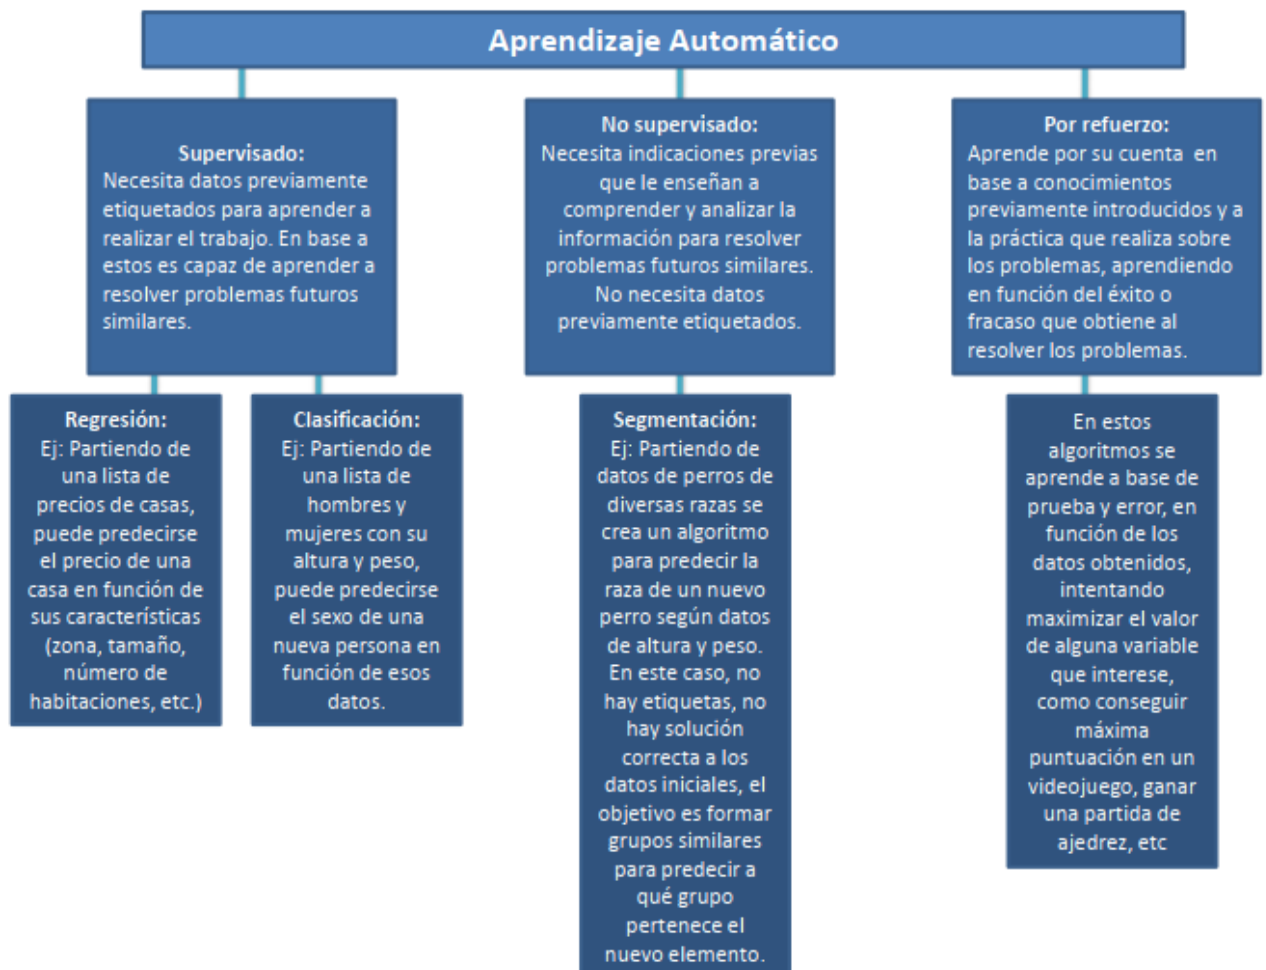 Aprendizaje Automático
Supervisado:
Necesita datos previamente
etiquetados para aprender a
realizar el trabajo. En base a
estos es capaz de aprender a
resolver problemas futuros
similares.
No supervisado:
Necesita indicaciones previas
que le enseñan a
comprender y analizar la
información para resolver
problemas futuros similares.
No necesita datos
previamente etiquetados.
Por refuerzo:
Aprende por su cuenta en
base a conocimientos
previamente introducidos y a
la práctica que realiza sobre
los problemas, aprendiendo
en función del éxito o
fracaso que obtiene al
resolver los problemas.
Regresión:
Ej: Partiendo de
una lista de
precios de casas,
puede predecirse
el precio de una
casa en función de
sus características
(zona, tamaño,
número de
habitaciones, etc.)
Clasificación:
Ej: Partiendo de
una lista de
hombres y
mujeres con su
altura y peso,
puede predecirse
el sexo de una
nueva persona en
función de esos
datos.
Segmentación:
Ej: Partiendo de
datos de perros de
diversas razas se
crea un algoritmo
para predecir la
raza de un nuevo
perro según datos
de altura y peso.
En este caso, no
hay etiquetas, no
hay solución
correcta a los
datos iniciales, el
objetivo es formar
grupos similares
para predecir a
qué grupo
pertenece el
nuevo elemento.
En estos
algoritmos se
aprende a base de
prueba y error, en
función de los
datos obtenidos,
intentando
maximizar el valor
de alguna variable
que interese,
como conseguir
máxima
puntuación en un
videojuego, ganar
una partida de
ajedrez, etc